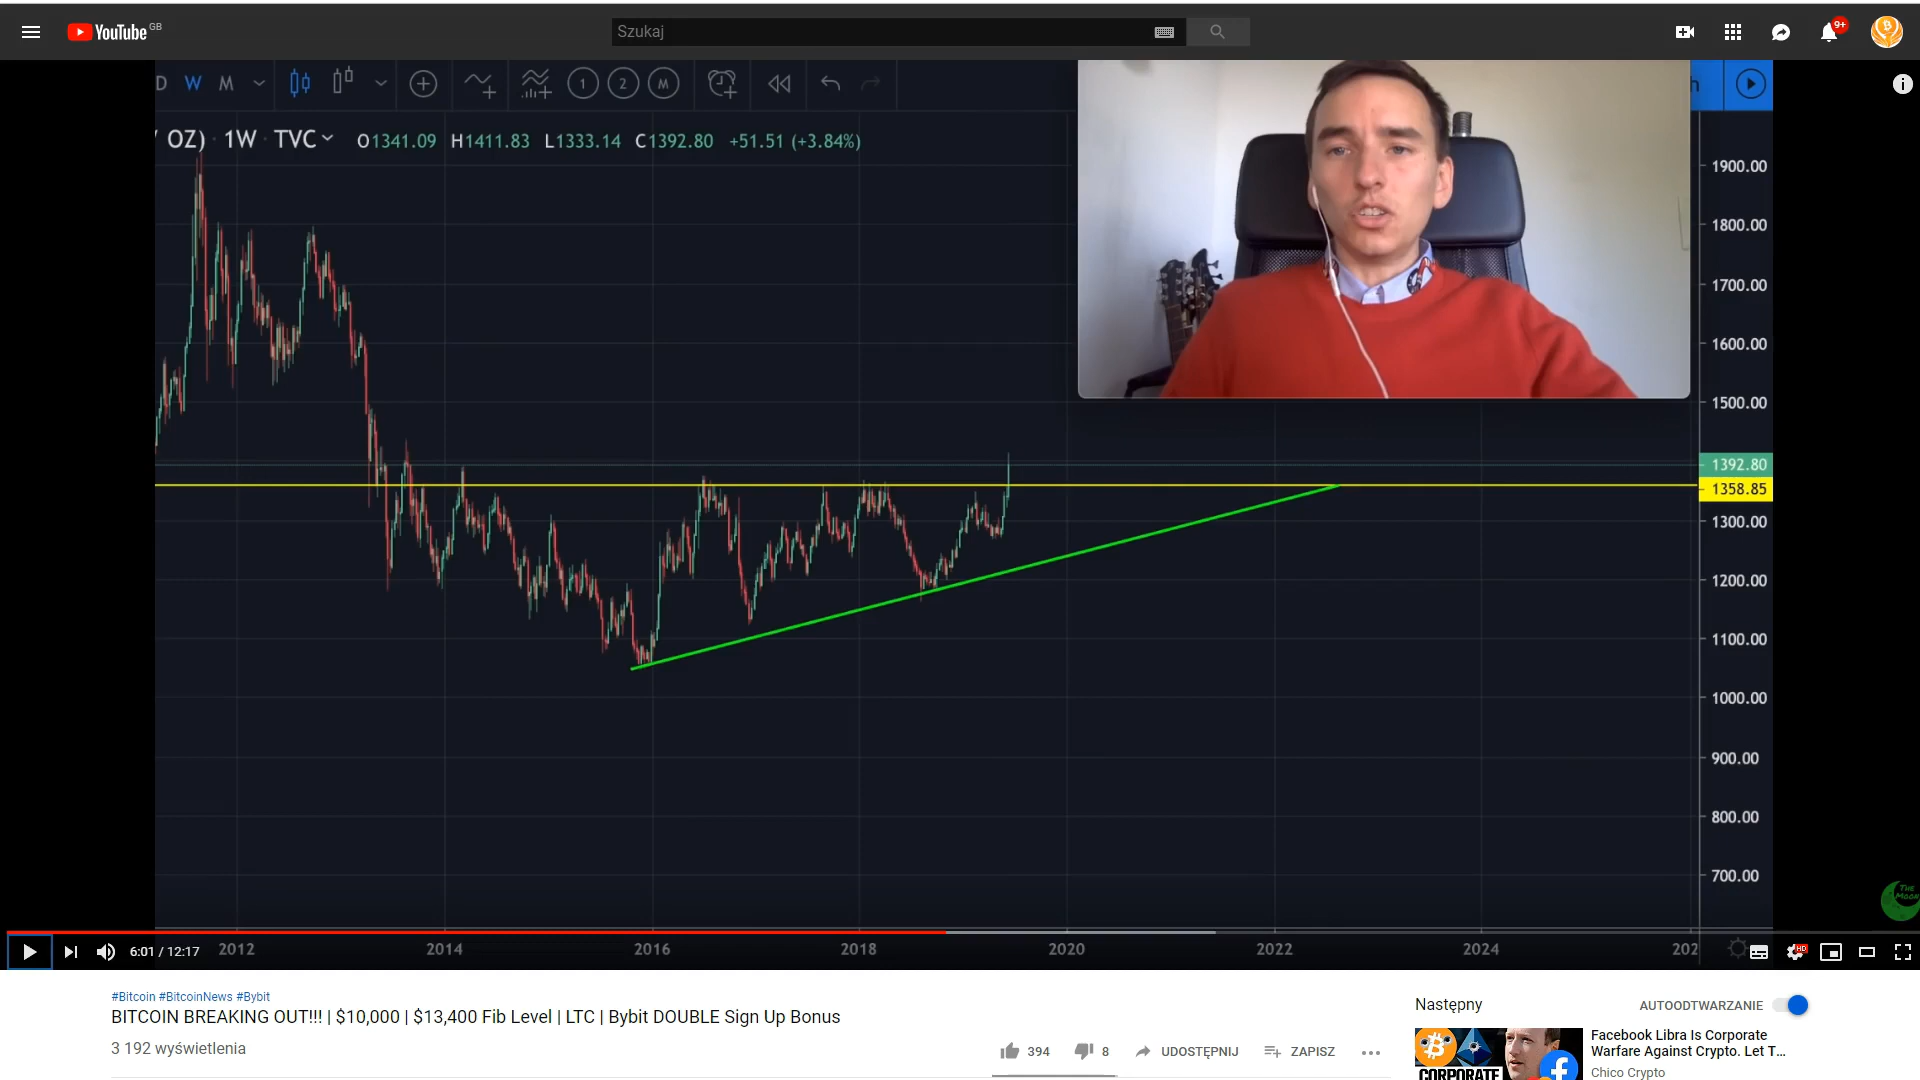 YouTube GB
Szukaj
9+
D W M
1 2 M
OZ) · 1W · TVC
O1341.09 H1411.83 L1333.14 C1392.80 +51.51 (+3.84%)
h
1900.00
1800.00
1700.00
1600.00
1500.00
1392.80
1358.85
1300.00
1200.00
1100.00
1000.00
900.00
800.00
700.00
THE
MOON
2012 2014 2016 2018 2020 2022 2024 202
6:01 / 12:17
HD
#Bitcoin #BitcoinNews #Bybit
BITCOIN BREAKING OUT!!! | $10,000 | $13,400 Fib Level | LTC | Bybit DOUBLE Sign Up Bonus
3 192 wyświetlenia
394 8 UDOSTĘPNIJ ZAPISZ
Następny
AUTOODTWARZANIE
CORPORATE
Facebook Libra Is Corporate
Warfare Against Crypto. Let T...
Chico Crypto